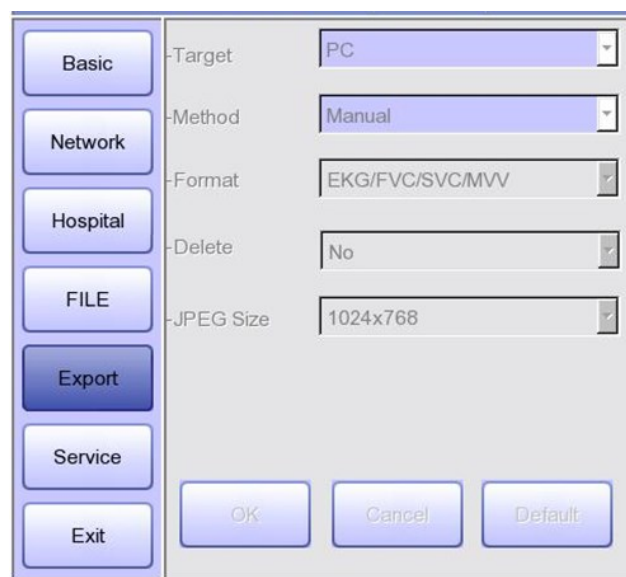 Basic
Network
Hospital
FILE
Export
Service
Exit
-Target PC
-Method Manual
-Format EKG/FVC/SVC/MVV
-Delete No
-JPEG Size 1024x768
OK Cancel Default